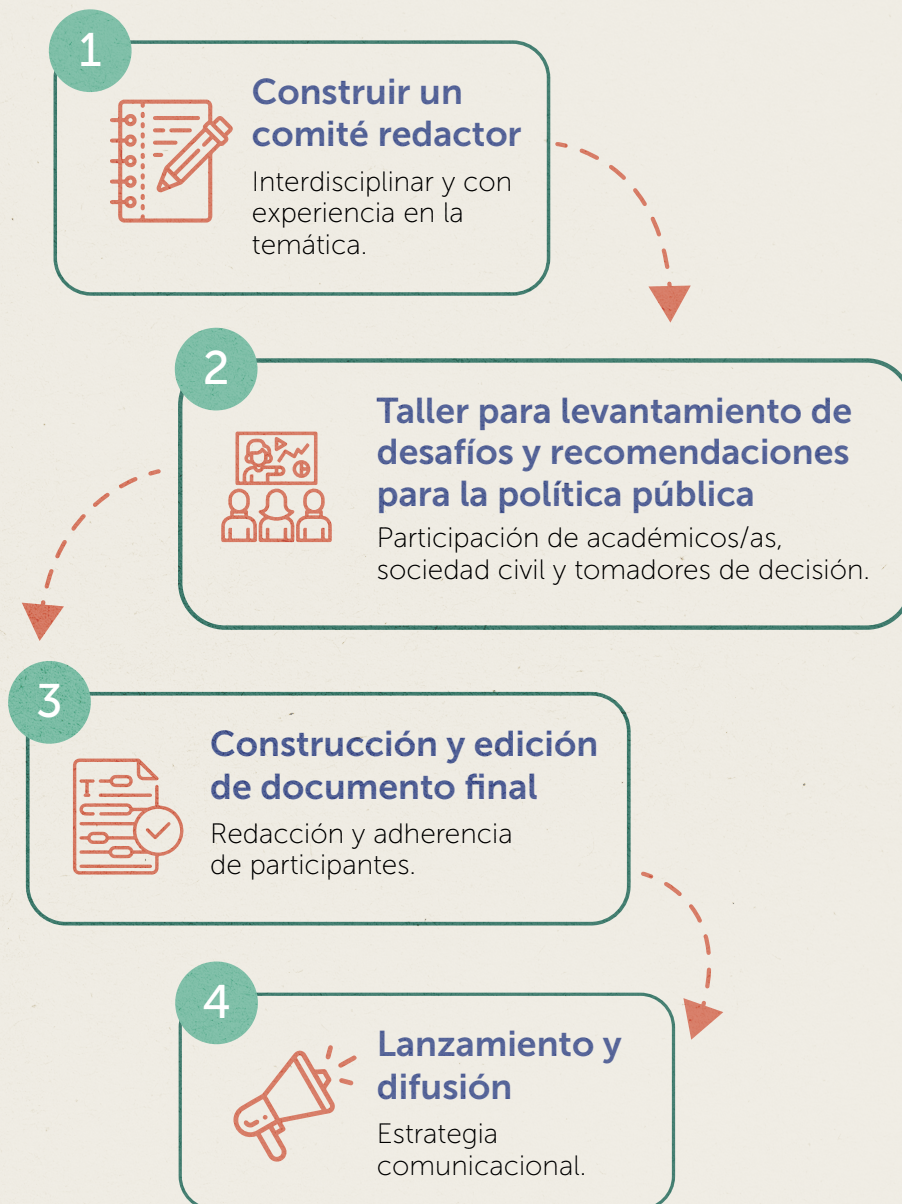 1
Construir un
comité redactor
Interdisciplinar y con
experiencia en la
temática.
2
Taller para levantamiento de
desafíos y recomendaciones
para la política pública
Participación de académicos/as,
sociedad civil y tomadores de decisión.
3
Construcción y edición
de documento final
Redacción y adherencia
de participantes.
4
Lanzamiento y
difusión
Estrategia
comunicacional.